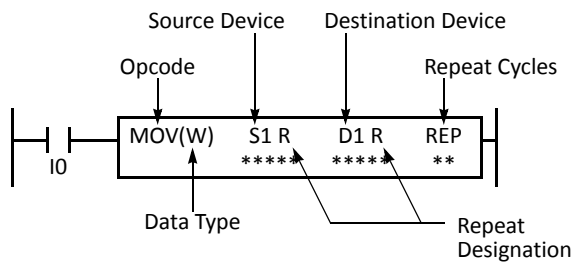 Source Device Destination Device
Opcode Repeat Cycles
MOV(W) S1 R D1 R REP
***** ***** **
I0
Data Type
Repeat
Designation